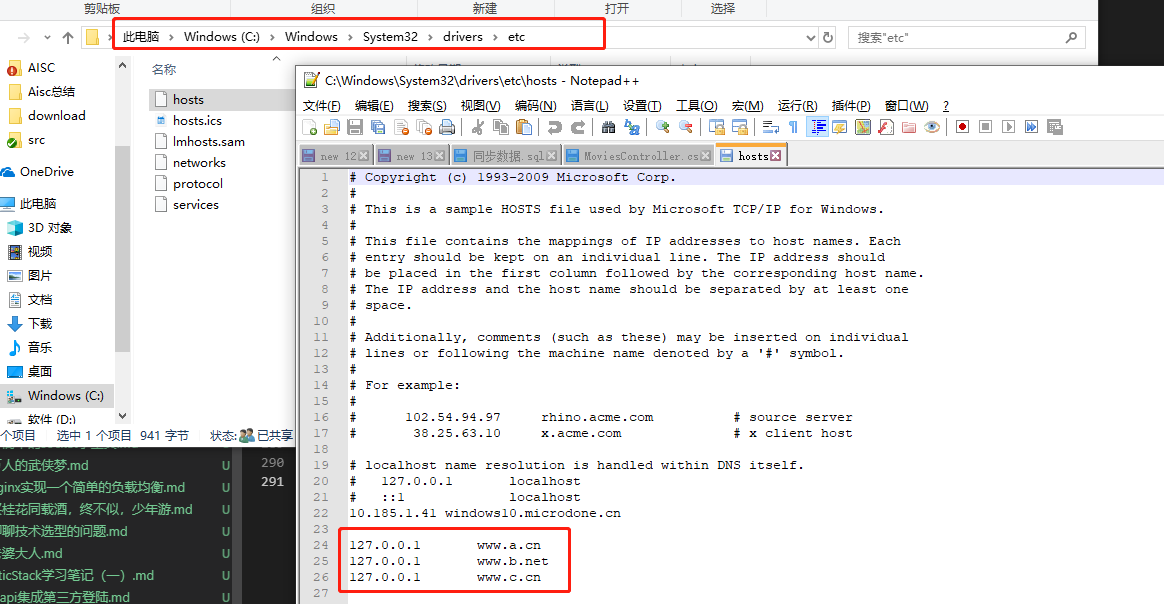 剪贴板 组织 新建 打开 选择
此电脑 › Windows (C:) › Windows › System32 › drivers › etc
搜索"etc"
AISC
Aisc总结
download
src
OneDrive
此电脑
3D 对象
视频
图片
文档
下载
音乐
桌面
Windows (C:)
软件 (D:)
名称
hosts
hosts.ics
lmhosts.sam
networks
protocol
services
个项目 选中 1 个项目 941 字节 状态: 已共享
人的武侠梦.md U
ginx实现一个简单的负载均衡.md U
桂花同载酒，终不似，少年游.md U
聊技术选型的问题.md U
婆大人.md U
ticStack学习笔记（一）.md U
api集成第三方登陆.md U
290
291
C:\Windows\System32\drivers\etc\hosts - Notepad++
文件(F) 编辑(E) 搜索(S) 视图(V) 编码(N) 语言(L) 设置(T) 工具(O) 宏(M) 运行(R) 插件(P) 窗口(W) ?
new 12 new 13 同步数据.sql MoviesController.cs hosts
1 # Copyright (c) 1993-2009 Microsoft Corp.
2 #
3 # This is a sample HOSTS file used by Microsoft TCP/IP for Windows.
4 #
5 # This file contains the mappings of IP addresses to host names. Each
6 # entry should be kept on an individual line. The IP address should
7 # be placed in the first column followed by the corresponding host name.
8 # The IP address and the host name should be separated by at least one
9 # space.
10 #
11 # Additionally, comments (such as these) may be inserted on individual
12 # lines or following the machine name denoted by a '#' symbol.
13 #
14 # For example:
15 #
16 # 102.54.94.97 rhino.acme.com # source server
17 # 38.25.63.10 x.acme.com # x client host
18
19 # localhost name resolution is handled within DNS itself.
20 # 127.0.0.1 localhost
21 # ::1 localhost
22 10.185.1.41 windows10.microdone.cn
23
24 127.0.0.1 www.a.cn
25 127.0.0.1 www.b.net
26 127.0.0.1 www.c.cn
27